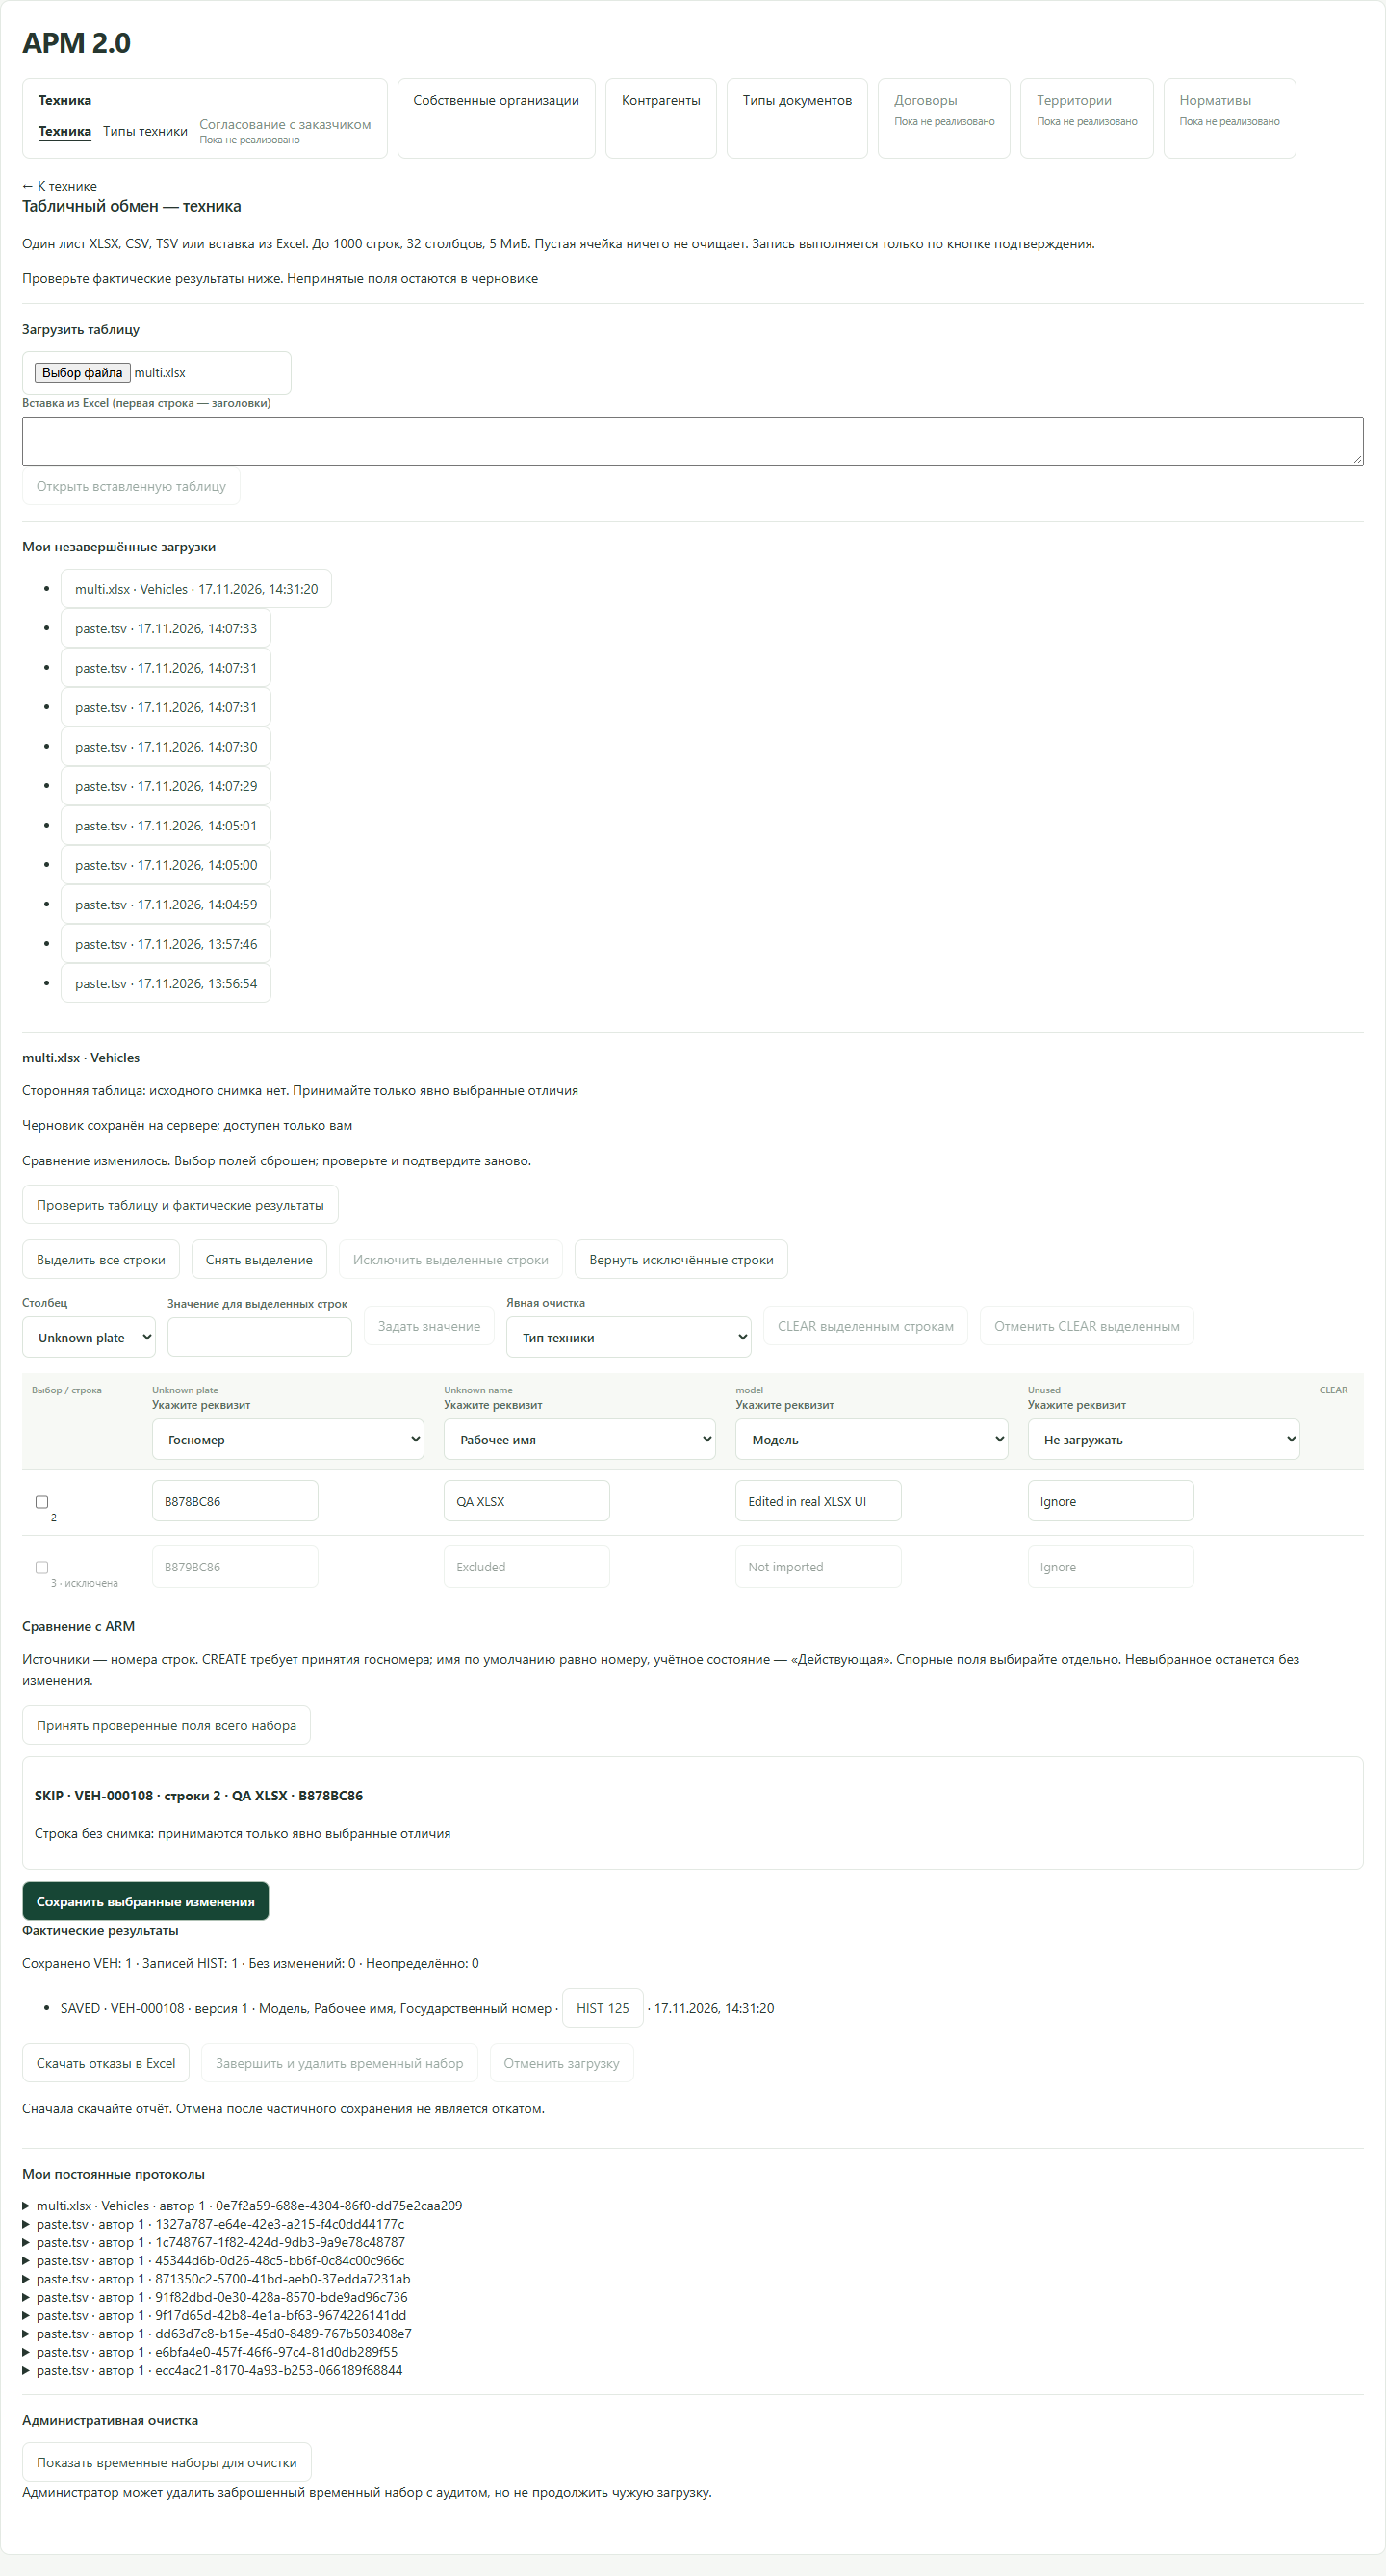 АРМ 2.0
Техника
Техника Типы техники Согласование с заказчиком
Пока не реализовано
Собственные организации
Контрагенты
Типы документов
Договоры
Пока не реализовано
Территории
Пока не реализовано
Нормативы
Пока не реализовано
← К технике
Табличный обмен — техника
Один лист XLSX, CSV, TSV или вставка из Excel. До 1000 строк, 32 столбцов, 5 МиБ. Пустая ячейка ничего не очищает. Запись выполняется только по кнопке подтверждения.
Проверьте фактические результаты ниже. Непринятые поля остаются в черновике
Загрузить таблицу
Выбор файла multi.xlsx
Вставка из Excel (первая строка — заголовки)
Открыть вставленную таблицу
Мои незавершённые загрузки
multi.xlsx · Vehicles · 17.11.2026, 14:31:20
paste.tsv · 17.11.2026, 14:07:33
paste.tsv · 17.11.2026, 14:07:31
paste.tsv · 17.11.2026, 14:07:31
paste.tsv · 17.11.2026, 14:07:30
paste.tsv · 17.11.2026, 14:07:29
paste.tsv · 17.11.2026, 14:05:01
paste.tsv · 17.11.2026, 14:05:00
paste.tsv · 17.11.2026, 14:04:59
paste.tsv · 17.11.2026, 13:57:46
paste.tsv · 17.11.2026, 13:56:54
multi.xlsx · Vehicles
Сторонняя таблица: исходного снимка нет. Принимайте только явно выбранные отличия
Черновик сохранён на сервере; доступен только вам
Сравнение изменилось. Выбор полей сброшен; проверьте и подтвердите заново.
Проверить таблицу и фактические результаты
Выделить все строки Снять выделение Исключить выделенные строки Вернуть исключённые строки
Столбец Значение для выделенных строк Явная очистка
Unknown plate Задать значение Тип техники CLEAR выделенным строкам Отменить CLEAR выделенным
Выбор / строка Unknown plate Unknown name model Unused CLEAR
Укажите реквизит Укажите реквизит Укажите реквизит Укажите реквизит
Госномер Рабочее имя Модель Не загружать
2 B878BC86 QA XLSX Edited in real XLSX UI Ignore
3 · исключена B879BC86 Excluded Not imported Ignore
Сравнение с ARM
Источники — номера строк. CREATE требует принятия госномера; имя по умолчанию равно номеру, учётное состояние — «Действующая». Спорные поля выбирайте отдельно. Невыбранное останется без
изменения.
Принять проверенные поля всего набора
SKIP · VEH-000108 · строки 2 · QA XLSX · B878BC86
Строка без снимка: принимаются только явно выбранные отличия
Сохранить выбранные изменения
Фактические результаты
Сохранено VEH: 1 · Записей HIST: 1 · Без изменений: 0 · Неопределённо: 0
SAVED · VEH-000108 · версия 1 · Модель, Рабочее имя, Государственный номер · HIST 125 · 17.11.2026, 14:31:20
Скачать отказы в Excel Завершить и удалить временный набор Отменить загрузку
Сначала скачайте отчёт. Отмена после частичного сохранения не является откатом.
Мои постоянные протоколы
multi.xlsx · Vehicles · автор 1 · 0e7f2a59-688e-4304-86f0-dd75e2caa209
paste.tsv · автор 1 · 1327a787-e64e-42e3-a215-f4c0dd44177c
paste.tsv · автор 1 · 1c748767-1f82-424d-9db3-9a9e78c48787
paste.tsv · автор 1 · 45344d6b-0d26-48c5-bb6f-0c84c00c966c
paste.tsv · автор 1 · 871350c2-5700-41bd-aeb0-37edda7231ab
paste.tsv · автор 1 · 91f82dbd-0e30-428a-8570-bde9ad96c736
paste.tsv · автор 1 · 9f17d65d-42b8-4e1a-bf63-9674226141dd
paste.tsv · автор 1 · dd63d7c8-b15e-45d0-8489-767b503408e7
paste.tsv · автор 1 · e6bfa4e0-457f-46f6-97c4-81d0db289f55
paste.tsv · автор 1 · ecc4ac21-8170-4a93-b253-066189f68844
Административная очистка
Показать временные наборы для очистки
Администратор может удалить заброшенный временный набор с аудитом, но не продолжить чужую загрузку.